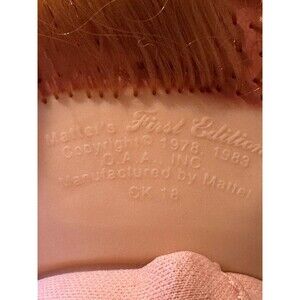 Mattel's First Edition
Copyright © 1978, 1983
O.A.A., INC
Manufactured by Mattel
CK 18